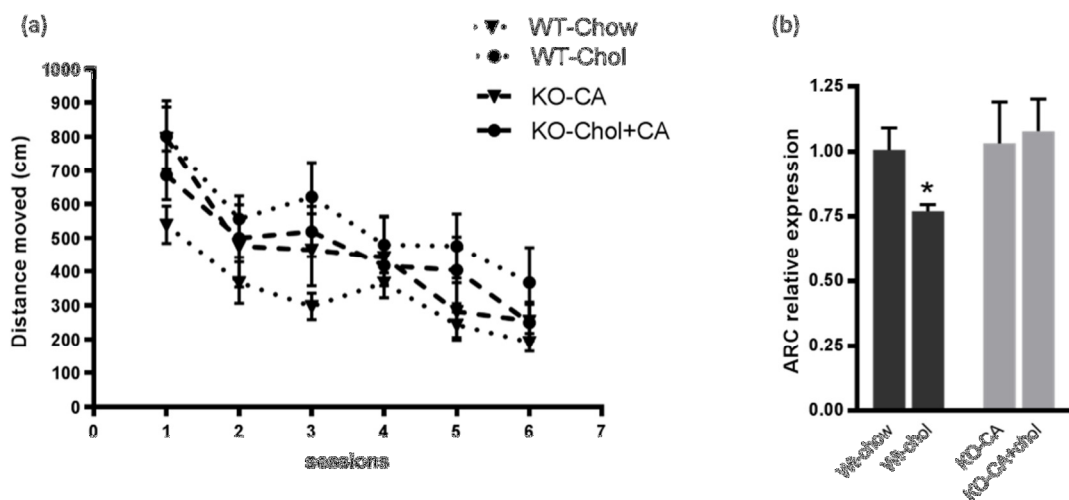 (a)
WT-Chow
WT-Chol
KO-CA
KO-Chol+CA
Distance moved (cm)
1000
900
800
700
600
500
400
300
200
100
0
0 1 2 3 4 5 6 7
sessions
(b)
ARC relative expression
1.25
1.00
0.75
0.50
0.25
0.00
*
Wt-chow
Wt-chol
KO-CA
KO-CA+chol